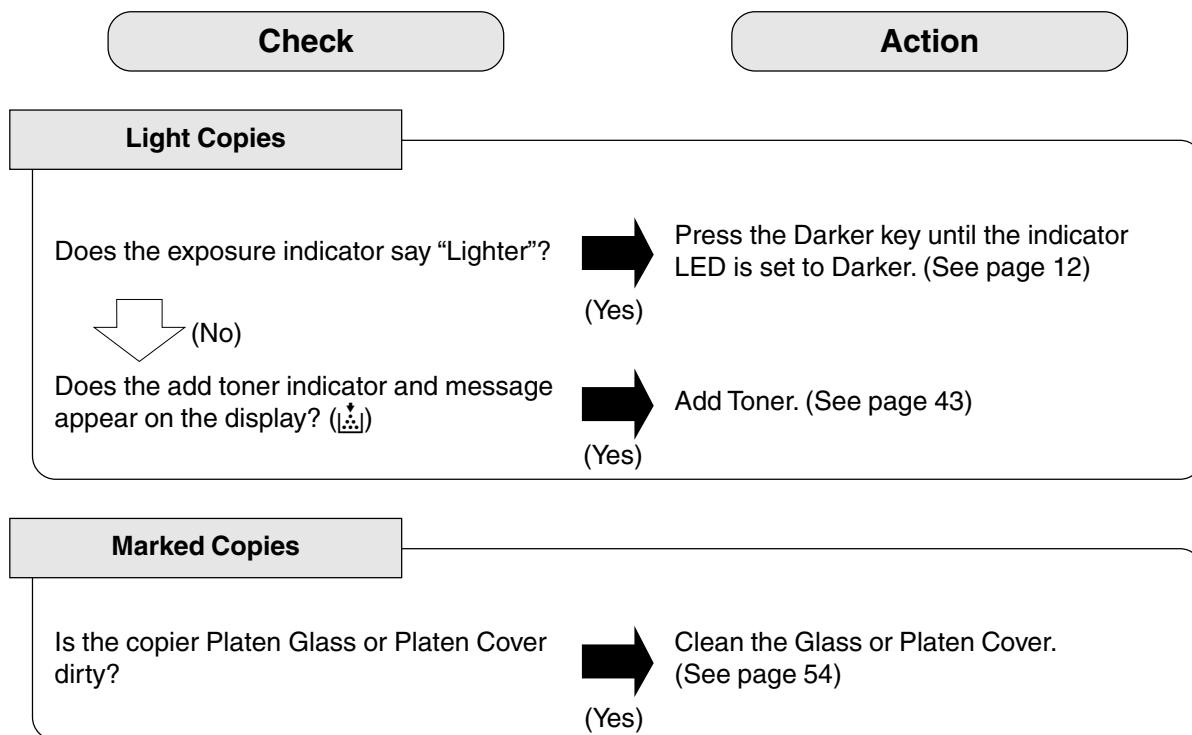 Check
Action
Light Copies
Does the exposure indicator say “Lighter”?
(Yes)
Press the Darker key until the indicator
LED is set to Darker. (See page 12)
(No)
Does the add toner indicator and message
appear on the display? ()
(Yes)
Add Toner. (See page 43)
Marked Copies
Is the copier Platen Glass or Platen Cover
dirty?
(Yes)
Clean the Glass or Platen Cover.
(See page 54)